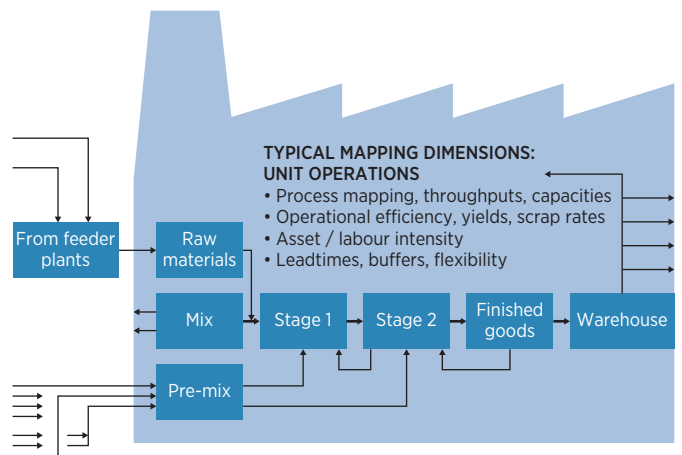 TYPICAL MAPPING DIMENSIONS:
UNIT OPERATIONS
• Process mapping, throughputs, capacities
• Operational efficiency, yields, scrap rates
• Asset / labour intensity
• Leadtimes, buffers, flexibility
From feeder
plants
Raw
materials
Mix
Stage 1
Stage 2
Finished
goods
Warehouse
Pre-mix